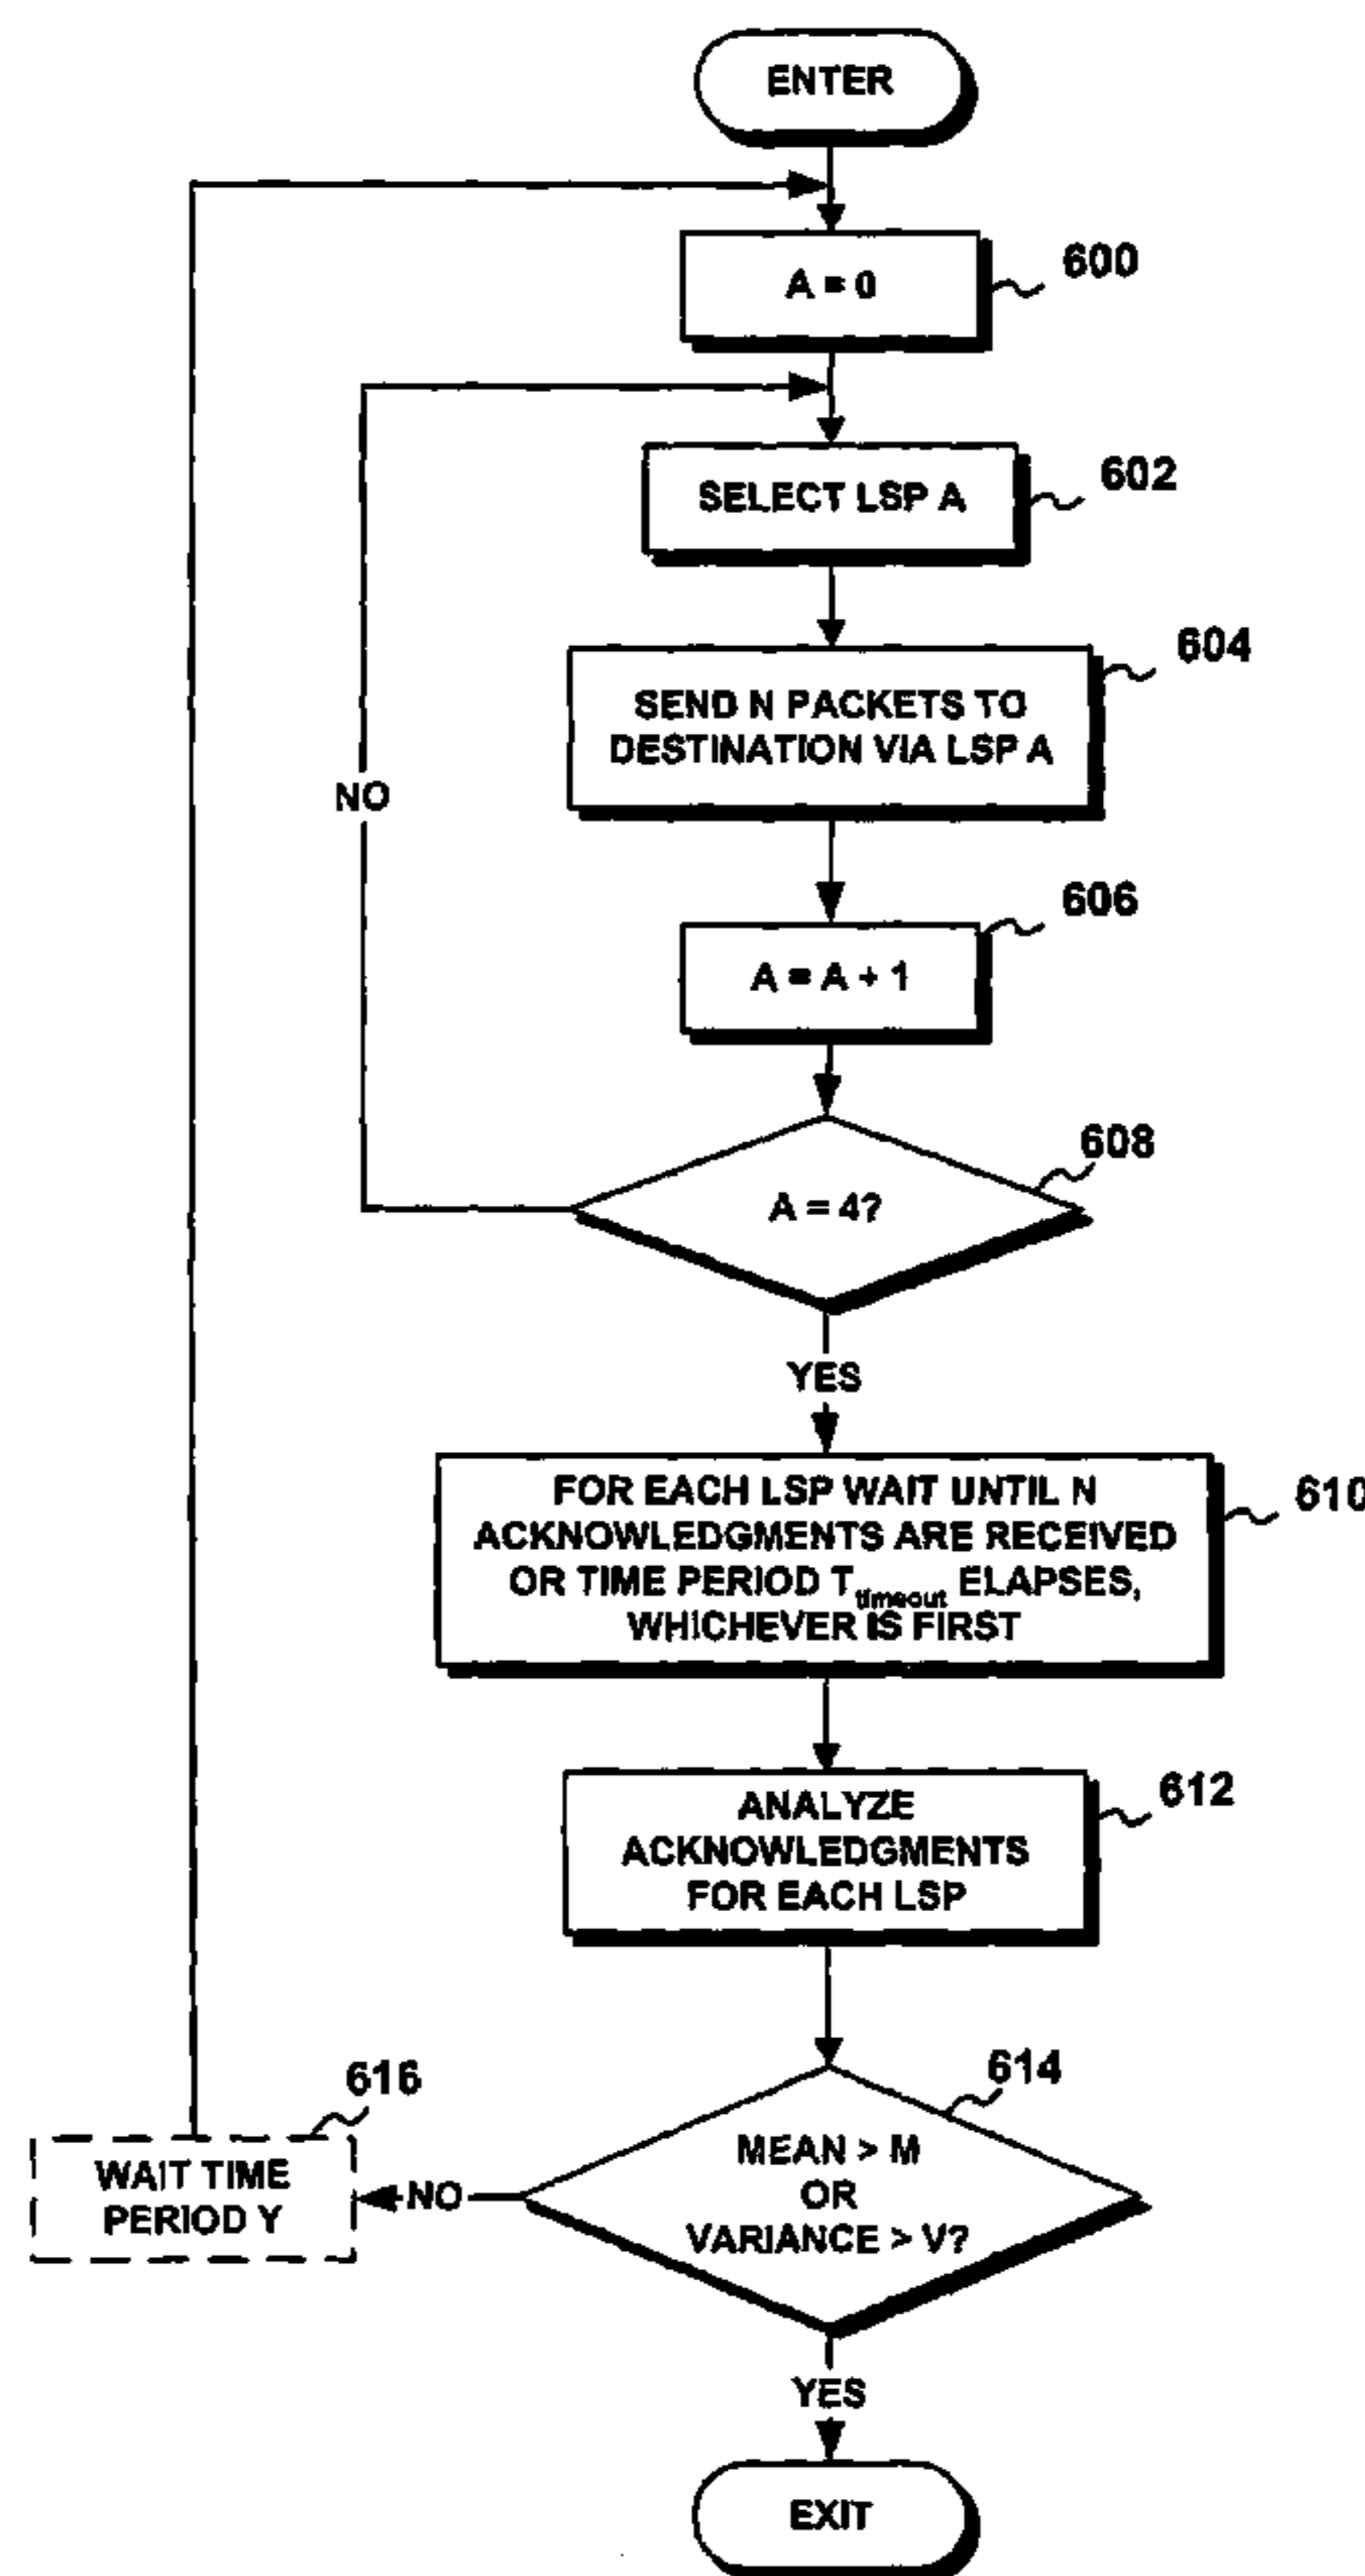 ENTER
A = 0
600
SELECT LSP A
602
SEND N PACKETS TO
DESTINATION VIA LSP A
604
NO
A = A + 1
606
A = 4?
608
YES
FOR EACH LSP WAIT UNTIL N
ACKNOWLEDGMENTS ARE RECEIVED
OR TIME PERIOD Ttimeout ELAPSES,
WHICHEVER IS FIRST
610
ANALYZE
ACKNOWLEDGMENTS
FOR EACH LSP
612
MEAN > M
OR
VARIANCE > V?
614
NO
WAIT TIME
PERIOD Y
616
YES
EXIT